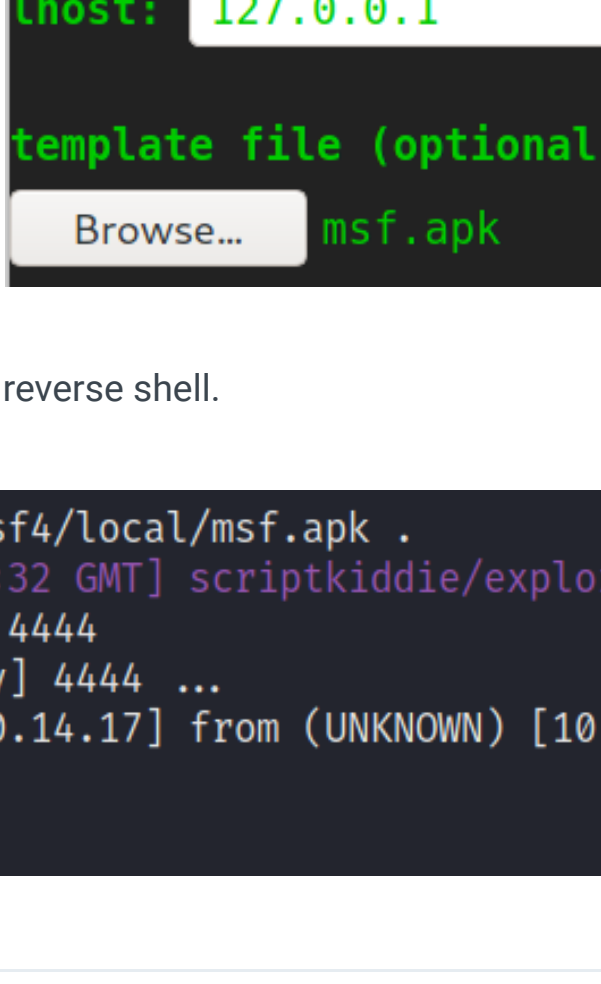 lhost: 127.0.0.1
template file (optional
Browse… msf.apk
reverse shell.
sf4/local/msf.apk .
32 GMT] scriptkiddie/explo
4444
] 4444 ...
.14.17] from (UNKNOWN) [10